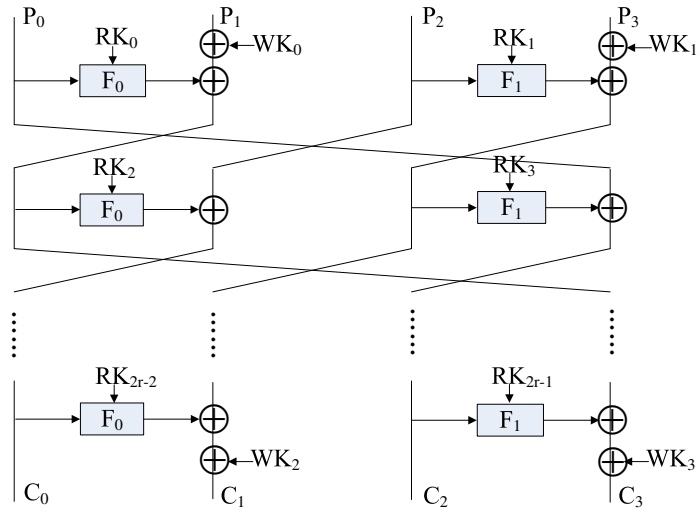 P₀ P₁ P₂ P₃
RK₀ WK₀ RK₁ WK₁
F₀ F₁
RK₂ RK₃
F₀ F₁
RK₂ᵣ₋₂ RK₂ᵣ₋₁
F₀ F₁
WK₂ WK₃
C₀ C₁ C₂ C₃